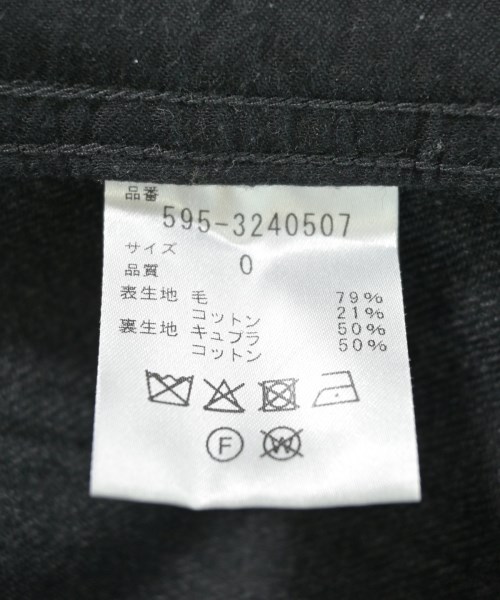 品番
595-3240507
サイズ 0
品質
表生地 毛 79%
コットン 21%
裏生地 キュプラ 50%
コットン 50%
F W